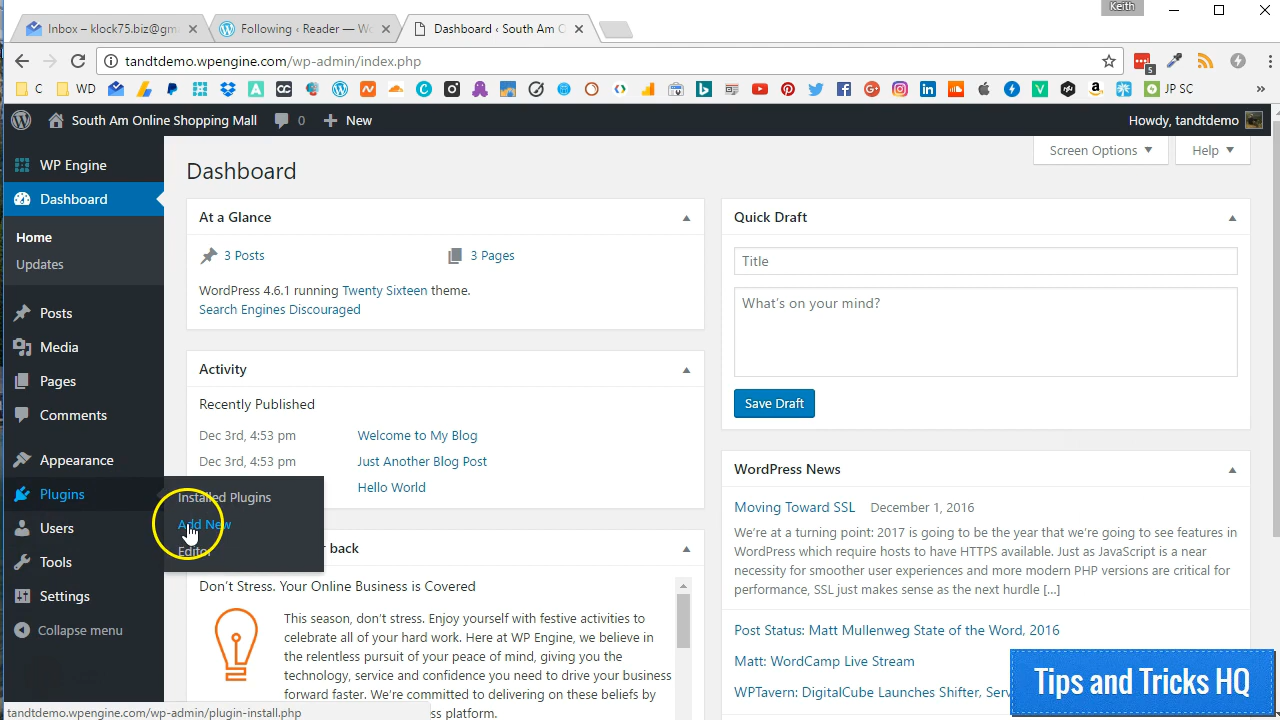 Keith
Inbox – klock75.biz@gm
Following ‹ Reader — Wo
Dashboard ‹ South Am O
tandtdemo.wpengine.com/wp-admin/index.php
5
C
WD
JP SC
»
South Am Online Shopping Mall
0
New
Howdy, tandtdemo
WP Engine
Dashboard
Home
Updates
Posts
Media
Pages
Comments
Appearance
Plugins
Users
Tools
Settings
Collapse menu
Installed Plugins
Add New
Editor
Screen Options
Help
Dashboard
At a Glance
3 Posts
3 Pages
WordPress 4.6.1 running Twenty Sixteen theme.
Search Engines Discouraged
Activity
Recently Published
Dec 3rd, 4:53 pm Welcome to My Blog
Dec 3rd, 4:53 pm Just Another Blog Post
Hello World
back
Don't Stress. Your Online Business is Covered
This season, don't stress. Enjoy yourself with festive activities to
celebrate all of your hard work. Here at WP Engine, we believe in
the relentless pursuit of your peace of mind, giving you the
technology, service and confidence you need to drive your business
forward faster. We're committed to delivering on these beliefs by
s platform.
Quick Draft
Title
What's on your mind?
Save Draft
WordPress News
Moving Toward SSL December 1, 2016
We're at a turning point: 2017 is going to be the year that we're going to see features in
WordPress which require hosts to have HTTPS available. Just as JavaScript is a near
necessity for smoother user experiences and more modern PHP versions are critical for
performance, SSL just makes sense as the next hurdle […]
Post Status: Matt Mullenweg State of the Word, 2016
Matt: WordCamp Live Stream
WPTavern: DigitalCube Launches Shifter, Serv
Tips and Tricks HQ
tandtdemo.wpengine.com/wp-admin/plugin-install.php